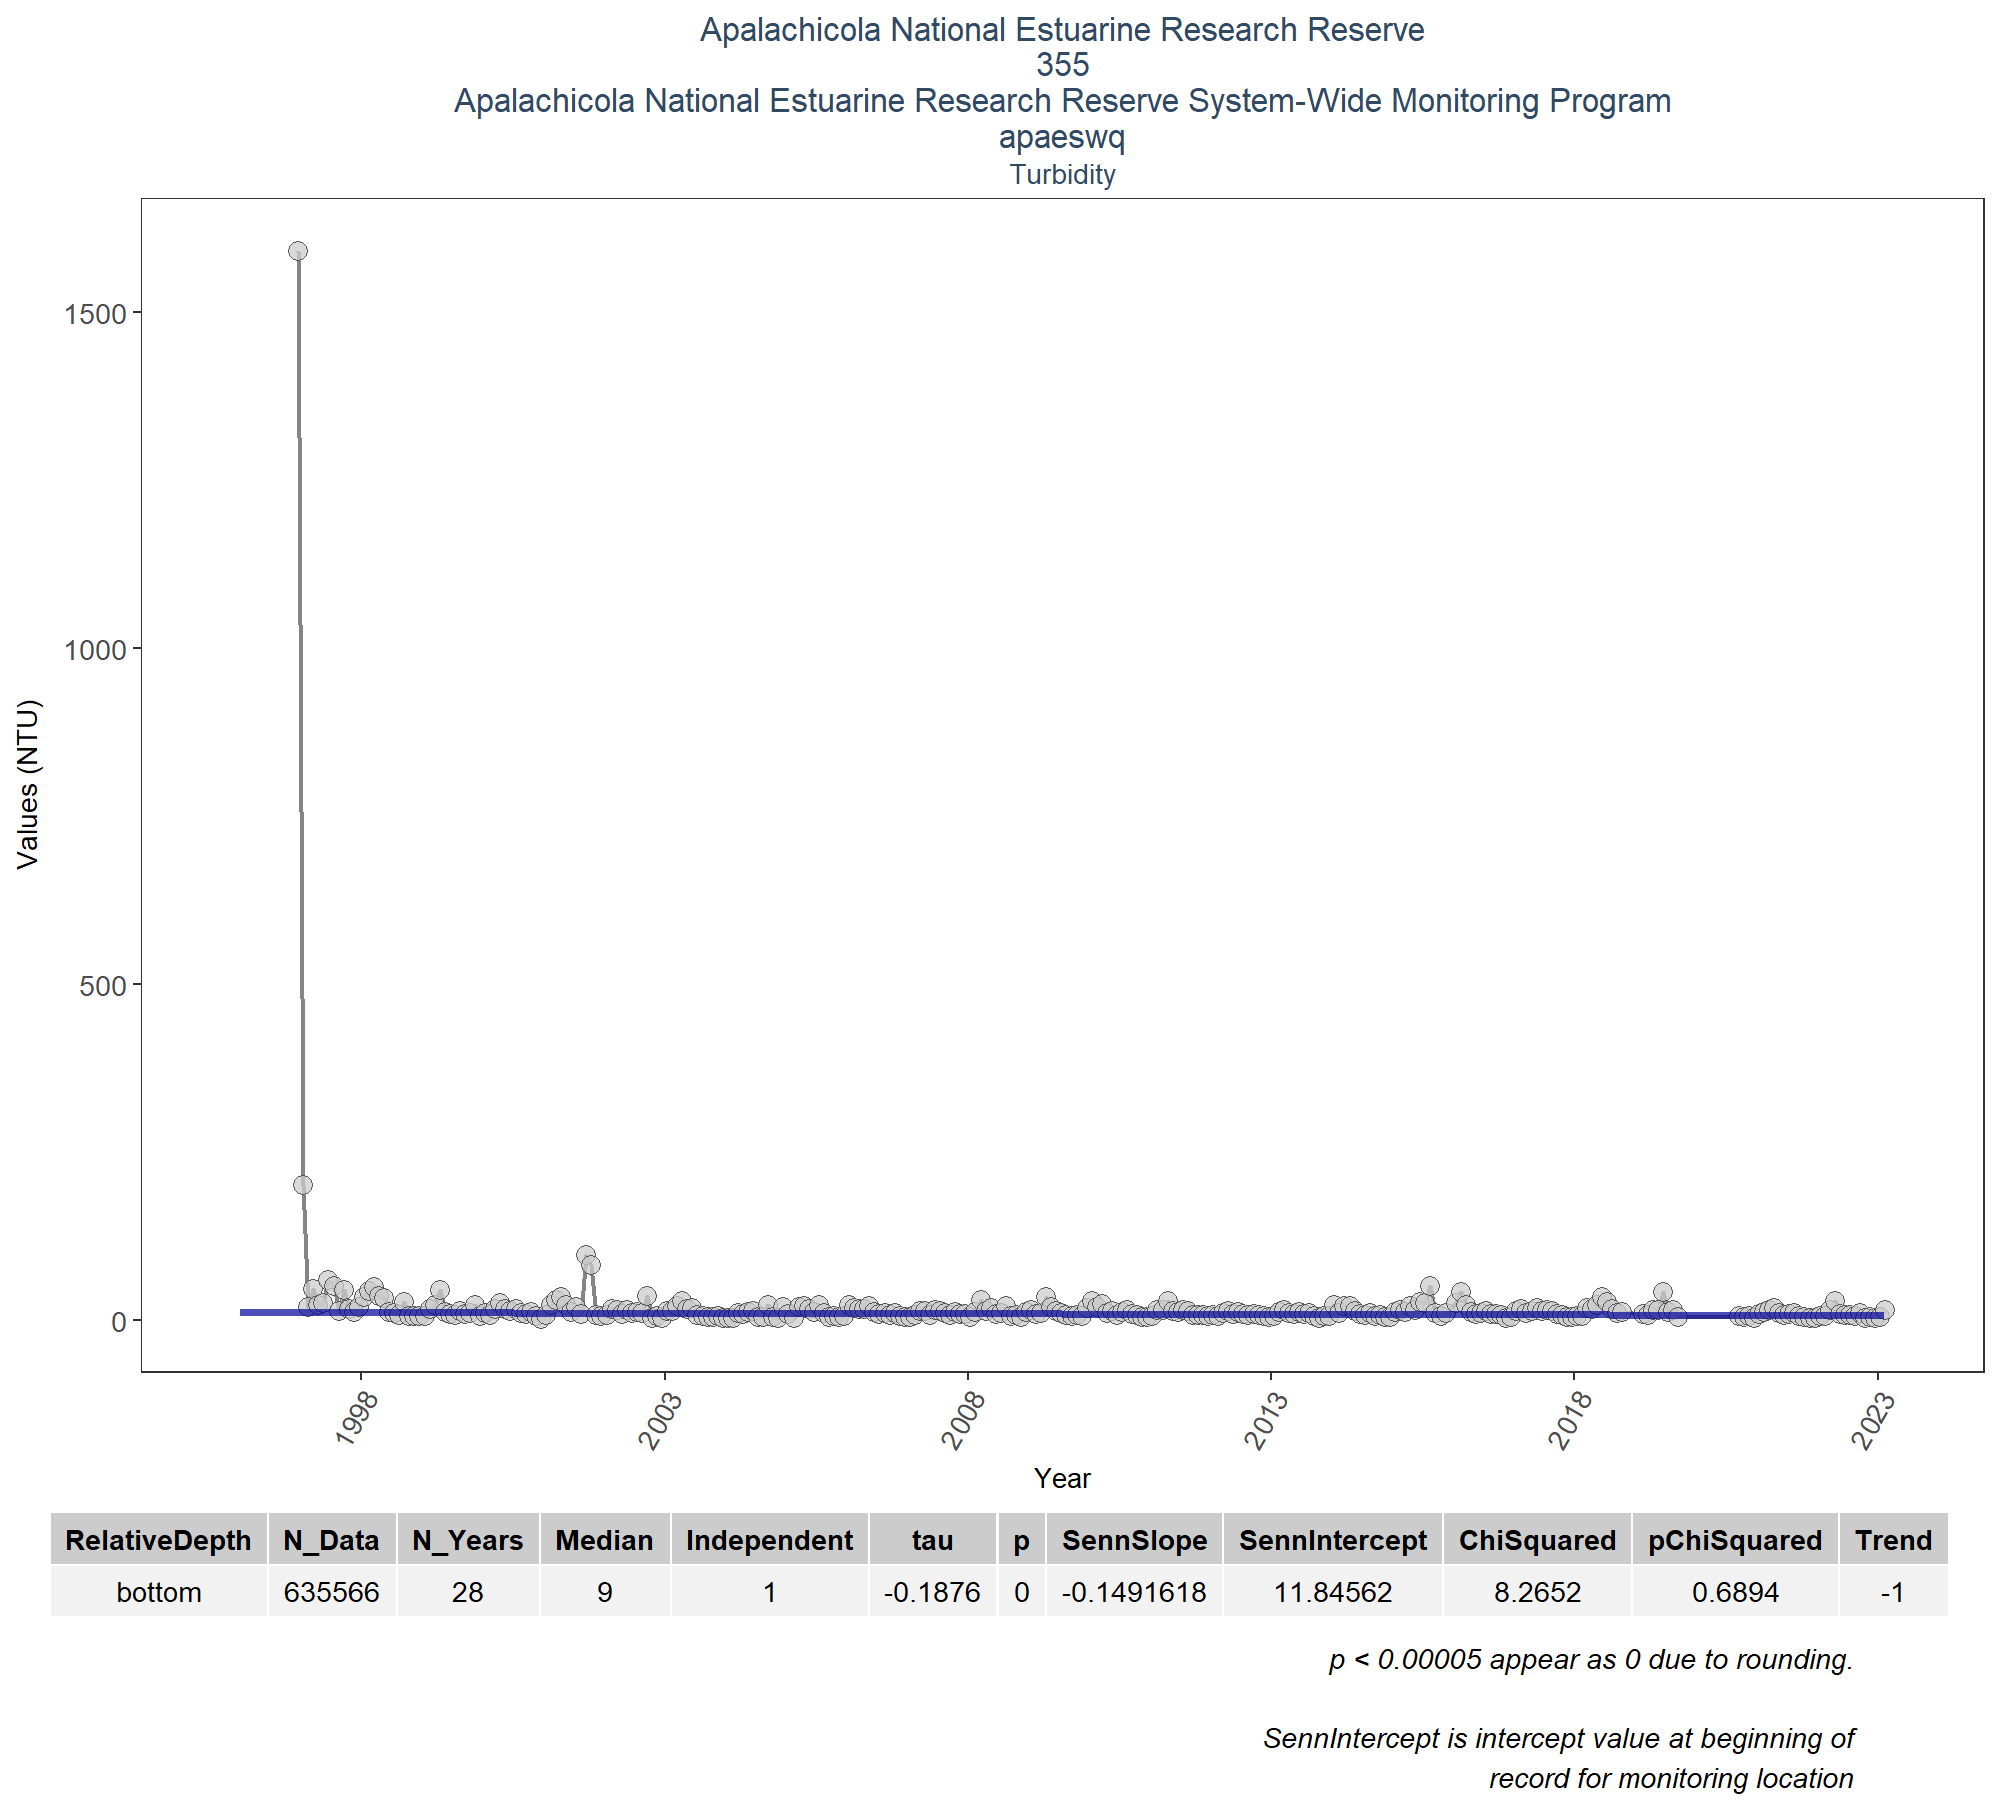 Apalachicola National Estuarine Research Reserve
355
Apalachicola National Estuarine Research Reserve System-Wide Monitoring Program
apaeswq
Turbidity
1500
1000
500
0
Values (NTU)
1998
2003
2008
2013
2018
2023
Year
RelativeDepth N_Data N_Years Median Independent tau p SennSlope SennIntercept ChiSquared pChiSquared Trend
bottom 635566 28 9 1 -0.1876 0 -0.1491618 11.84562 8.2652 0.6894 -1
p < 0.00005 appear as 0 due to rounding.
SennIntercept is intercept value at beginning of
record for monitoring location